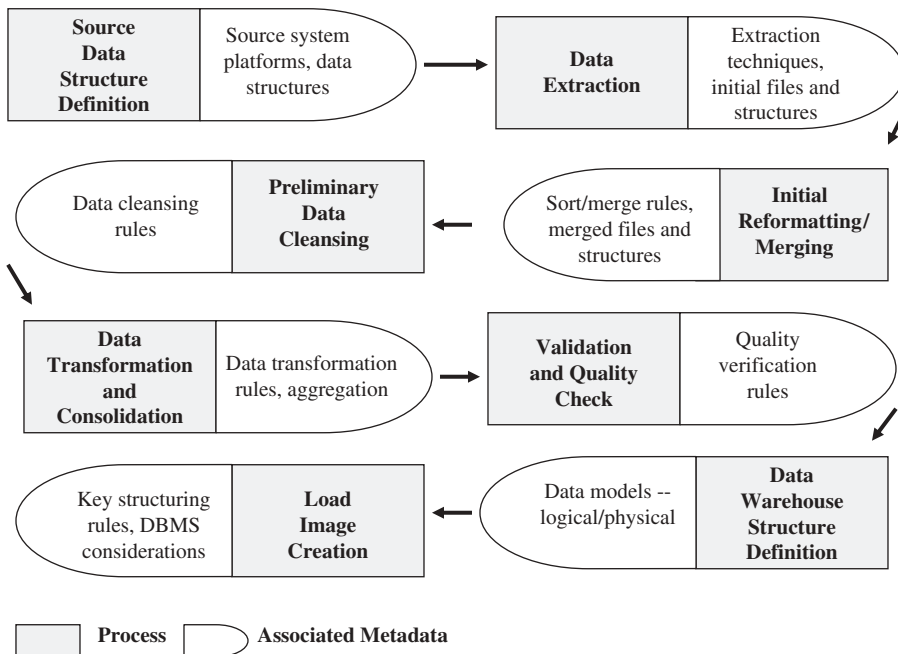 Source
Data
Structure
Definition
Source system
platforms, data
structures
Data
Extraction
Extraction
techniques,
initial files and
structures
Initial
Reformatting/
Merging
Sort/merge rules,
merged files and
structures
Preliminary
Data
Cleansing
Data cleansing
rules
Data
Transformation
and
Consolidation
Data transformation
rules, aggregation
Validation
and Quality
Check
Quality
verification
rules
Data
Warehouse
Structure
Definition
Data models --
logical/physical
Load
Image
Creation
Key structuring
rules, DBMS
considerations
Process
Associated Metadata